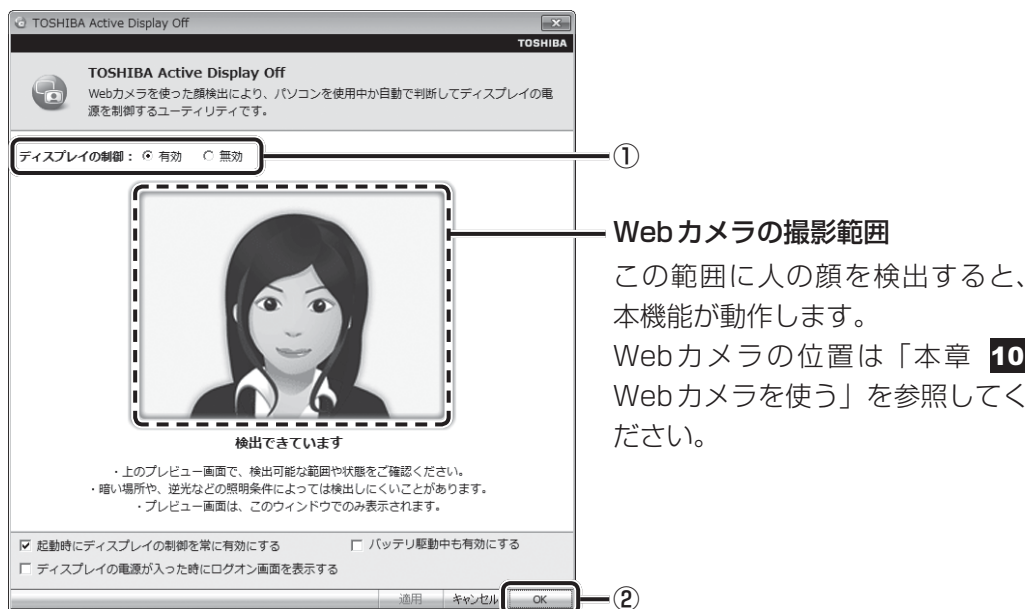 TOSHIBA Active Display Off
TOSHIBA
TOSHIBA Active Display Off
Webカメラを使った顔検出により、パソコンを使用中か自動で判断してディスプレイの電
源を制御するユーティリティです。
ディスプレイの制御： 有効 無効
①
Webカメラの撮影範囲
この範囲に人の顔を検出すると、
本機能が動作します。
Webカメラの位置は「本章 10
Webカメラを使う」を参照してく
ださい。
検出できています
・上のプレビュー画面で、検出可能な範囲や状態をご確認ください。
・暗い場所や、逆光などの照明条件によっては検出しにくいことがあります。
・プレビュー画面は、このウィンドウでのみ表示されます。
起動時にディスプレイの制御を常に有効にする バッテリ駆動中も有効にする
ディスプレイの電源が入った時にログオン画面を表示する
適用 キャンセル OK
②